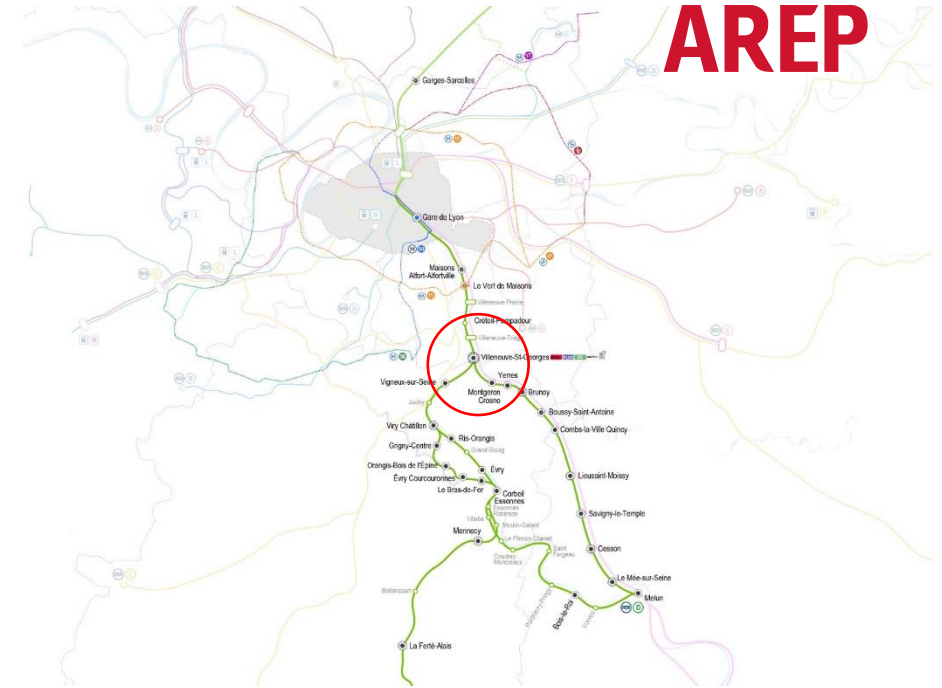 AREP
Garges-Sarcelles
Gare de Lyon
Maisons
Alfort-Alfortville
Le Vert de Maisons
Villeneuve-Prairie
Créteil-Pompadour
Villeneuve-Triage
Villeneuve-St-Georges
Vigneux-sur-Seine
Yerres
Montgeron
Crosne
Brunoy
Juvisy
Boussy-Saint-Antoine
Viry Châtillon
Combs-la-Ville Quincy
Ris-Orangis
Grigny-Centre
Grand-Bourg
Orangis-Bois de l'Épine
Évry
Lieusaint-Moissy
Évry Courcouronnes
Le Bras-de-Fer
Corbeil
Essonnes
Essonnes
Robinson
Villabé
Moulin-Galant
Savigny-le-Temple
Mennecy
Le Plessis-Chenet
Coudray
Montceaux
Saint
Fargeau
Cesson
Le Mée-sur-Seine
Ballancourt
Ponthierry-Pringy
Bois-le-Roi
Vosves
Melun
RER D
La Ferté-Alais